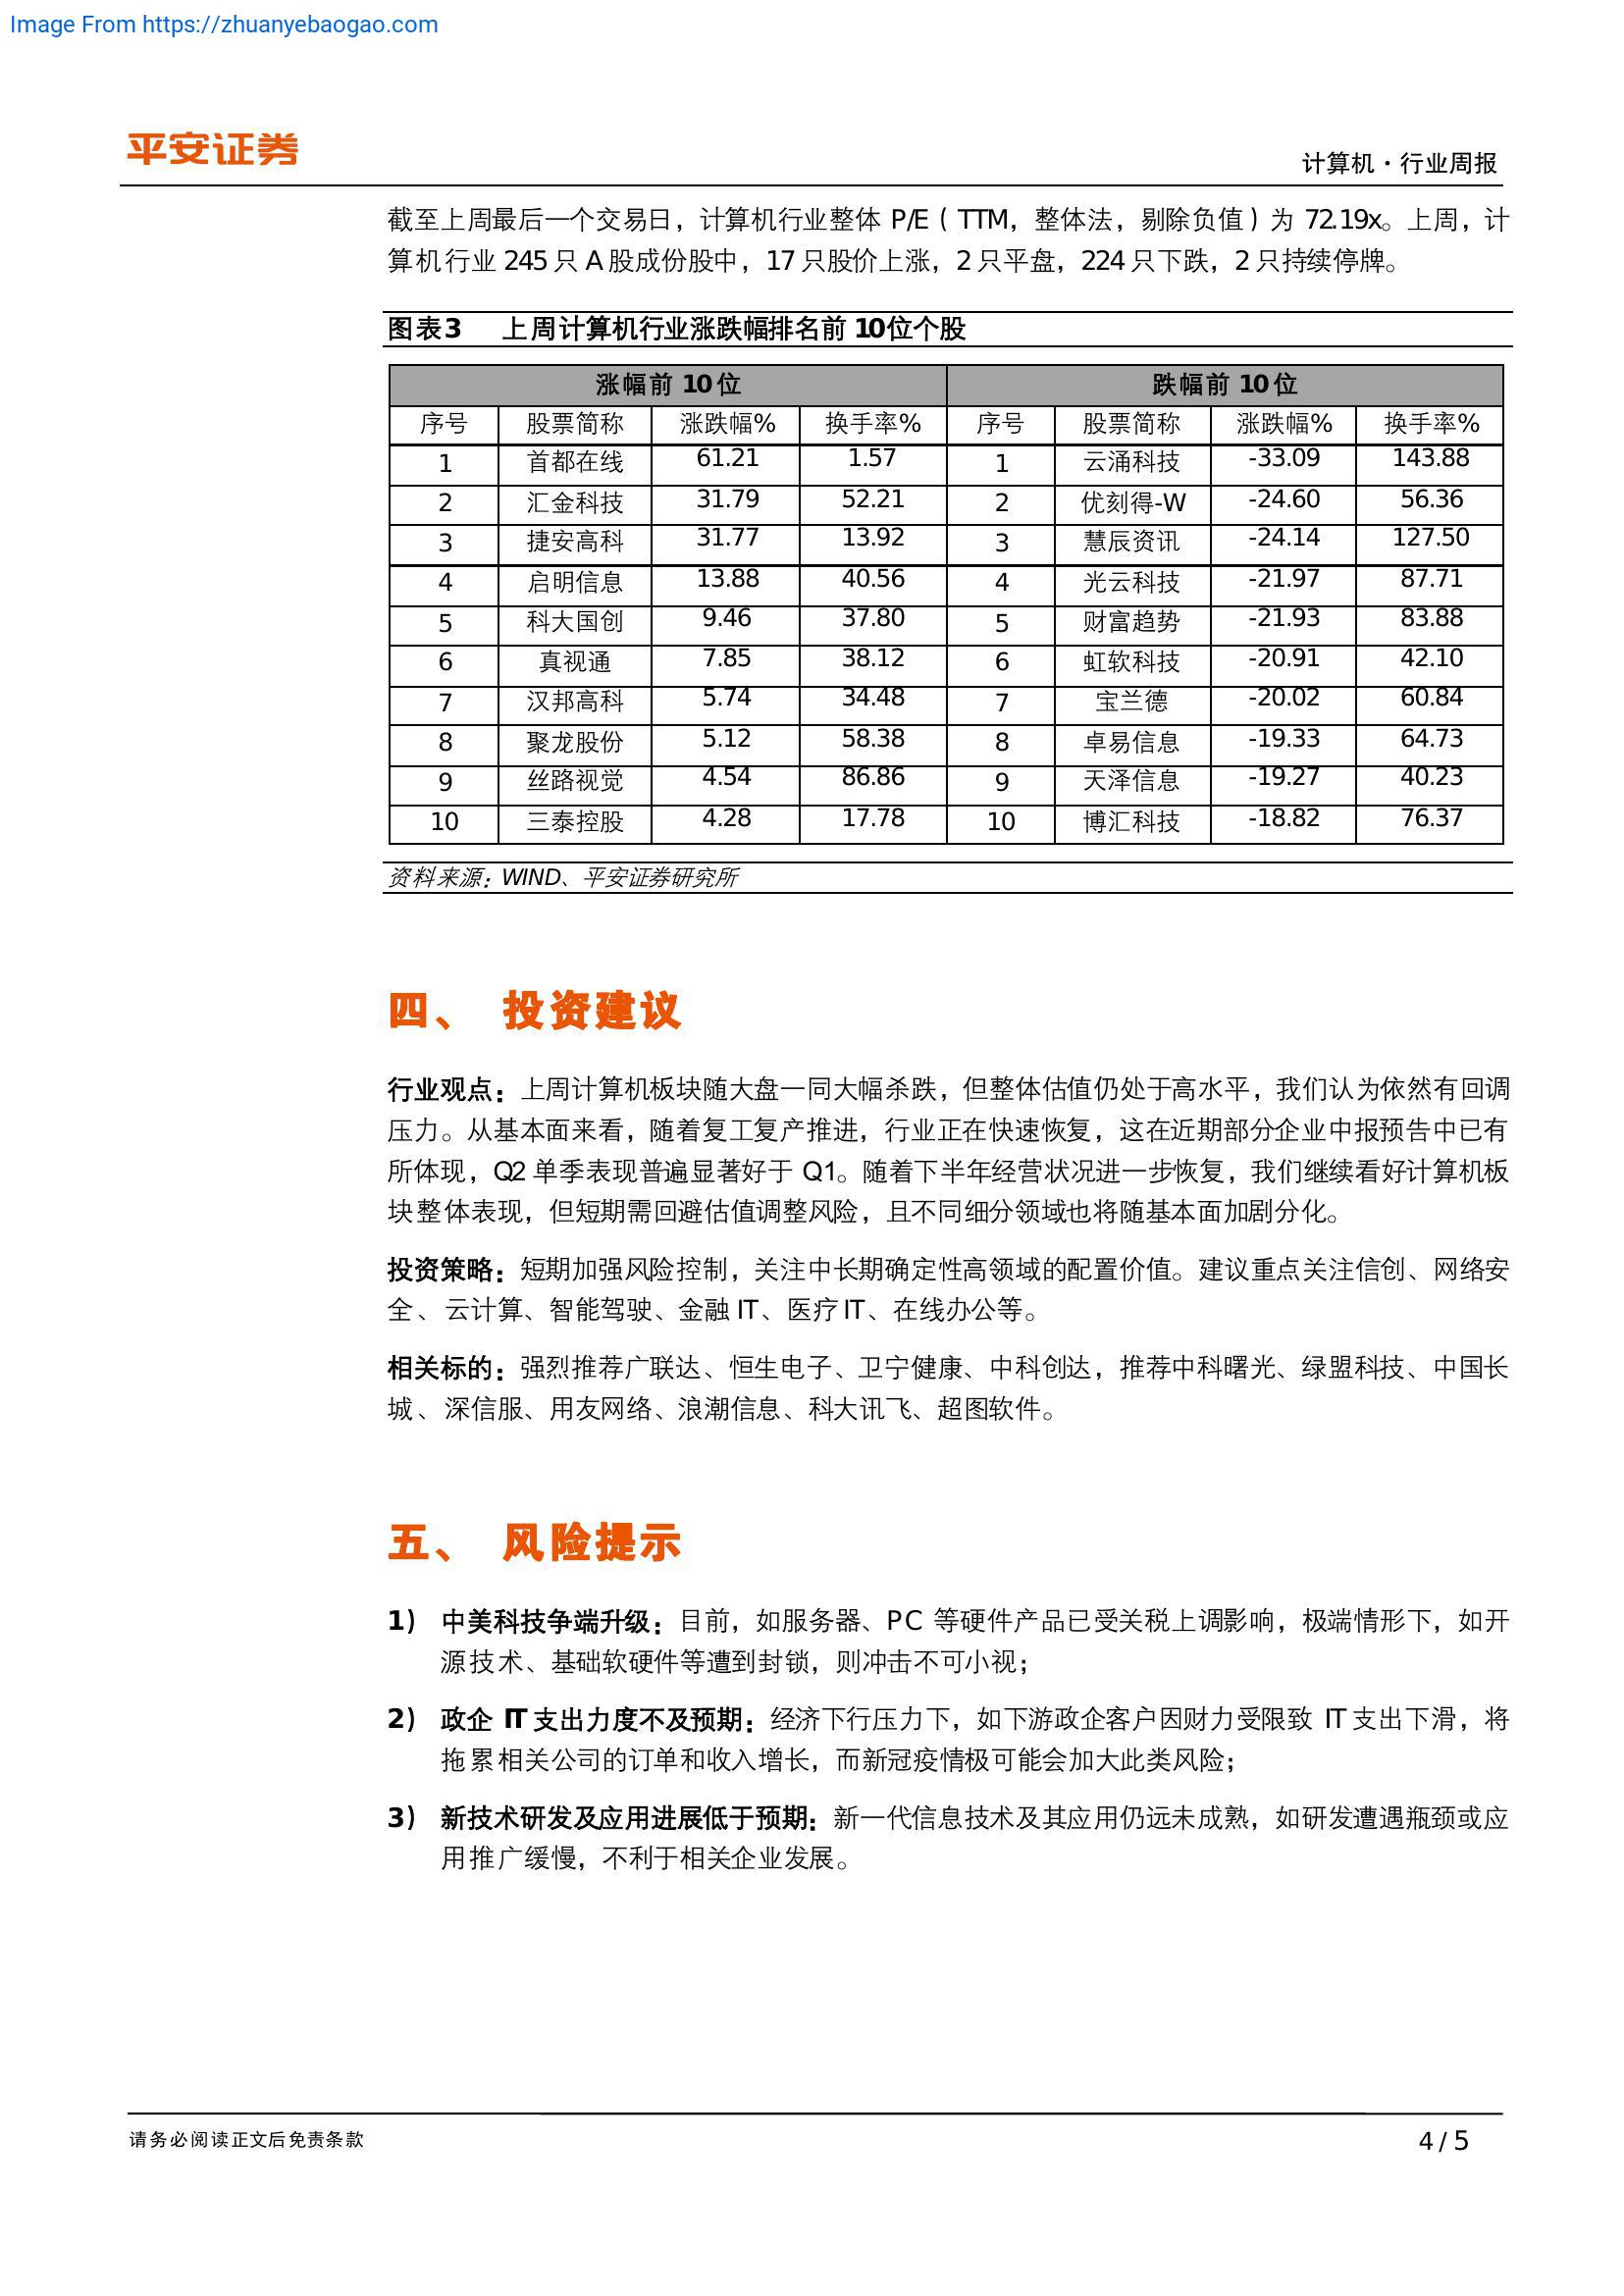 Image From https://zhuanyebaogao.com
平安证券
计算机·行业周报
截至上周最后一个交易日，计算机行业整体 P/E（TTM，整体法，剔除负值）为 72.19x。上周，计
算机行业 245 只 A 股成份股中，17 只股价上涨，2 只平盘，224 只下跌，2 只持续停牌。
图表3 上周计算机行业涨跌幅排名前 10位个股
涨幅前 10 位 跌幅前 10 位
序号 股票简称 涨跌幅% 换手率% 序号 股票简称 涨跌幅% 换手率%
1 首都在线 61.21 1.57 1 云涌科技 -33.09 143.88
2 汇金科技 31.79 52.21 2 优刻得-W -24.60 56.36
3 捷安高科 31.77 13.92 3 慧辰资讯 -24.14 127.50
4 启明信息 13.88 40.56 4 光云科技 -21.97 87.71
5 科大国创 9.46 37.80 5 财富趋势 -21.93 83.88
6 真视通 7.85 38.12 6 虹软科技 -20.91 42.10
7 汉邦高科 5.74 34.48 7 宝兰德 -20.02 60.84
8 聚龙股份 5.12 58.38 8 卓易信息 -19.33 64.73
9 丝路视觉 4.54 86.86 9 天泽信息 -19.27 40.23
10 三泰控股 4.28 17.78 10 博汇科技 -18.82 76.37
资料来源：WIND、平安证券研究所
四、 投资建议
行业观点：上周计算机板块随大盘一同大幅杀跌，但整体估值仍处于高水平，我们认为依然有回调
压力。从基本面来看，随着复工复产推进，行业正在快速恢复，这在近期部分企业中报预告中已有
所体现，Q2 单季表现普遍显著好于 Q1。随着下半年经营状况进一步恢复，我们继续看好计算机板
块整体表现，但短期需回避估值调整风险，且不同细分领域也将随基本面加剧分化。
投资策略：短期加强风险控制，关注中长期确定性高领域的配置价值。建议重点关注信创、网络安
全、云计算、智能驾驶、金融 IT、医疗 IT、在线办公等。
相关标的：强烈推荐广联达、恒生电子、卫宁健康、中科创达，推荐中科曙光、绿盟科技、中国长
城、深信服、用友网络、浪潮信息、科大讯飞、超图软件。
五、 风险提示
1) 中美科技争端升级：目前，如服务器、PC 等硬件产品已受关税上调影响，极端情形下，如开
源技术、基础软硬件等遭到封锁，则冲击不可小视；
2) 政企 IT 支出力度不及预期：经济下行压力下，如下游政企客户因财力受限致 IT 支出下滑，将
拖累相关公司的订单和收入增长，而新冠疫情极可能会加大此类风险；
3) 新技术研发及应用进展低于预期：新一代信息技术及其应用仍远未成熟，如研发遭遇瓶颈或应
用推广缓慢，不利于相关企业发展。
请务必阅读正文后免责条款
4 / 5